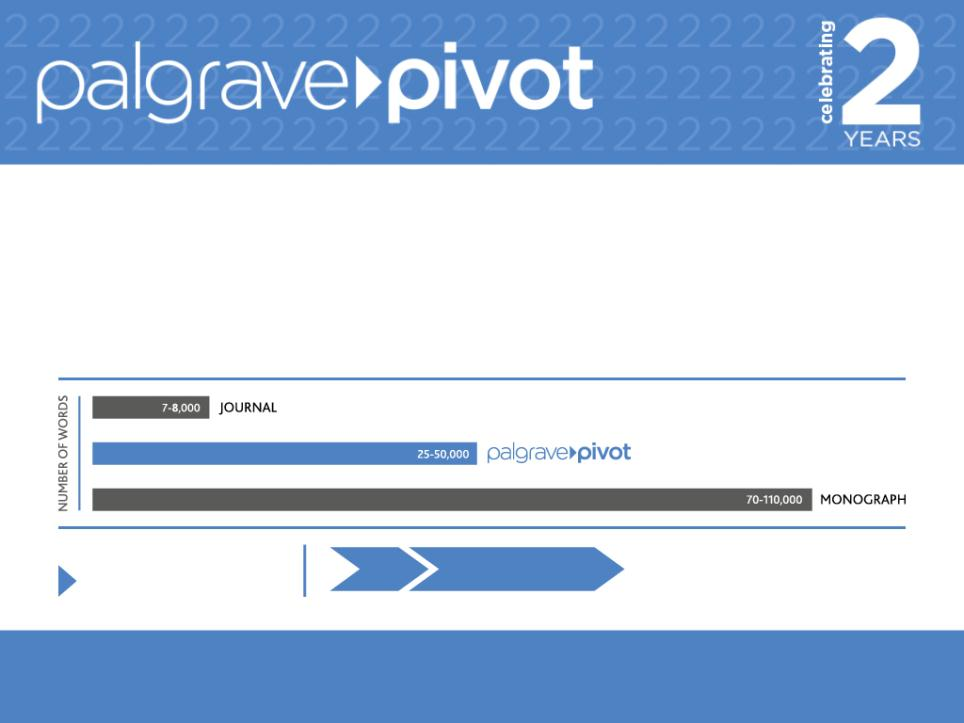 palgrave pivot
celebrating
2
YEARS
NUMBER OF WORDS
7-8,000 JOURNAL
25-50,000 palgrave pivot
70-110,000 MONOGRAPH